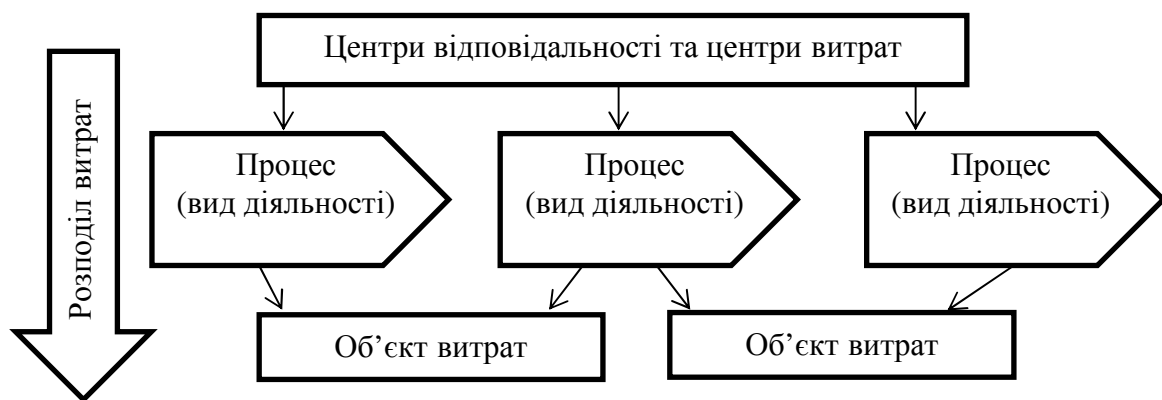 Центри відповідальності та центри витрат
Розподіл витрат
Процес
(вид діяльності)
Процес
(вид діяльності)
Процес
(вид діяльності)
Об’єкт витрат
Об’єкт витрат